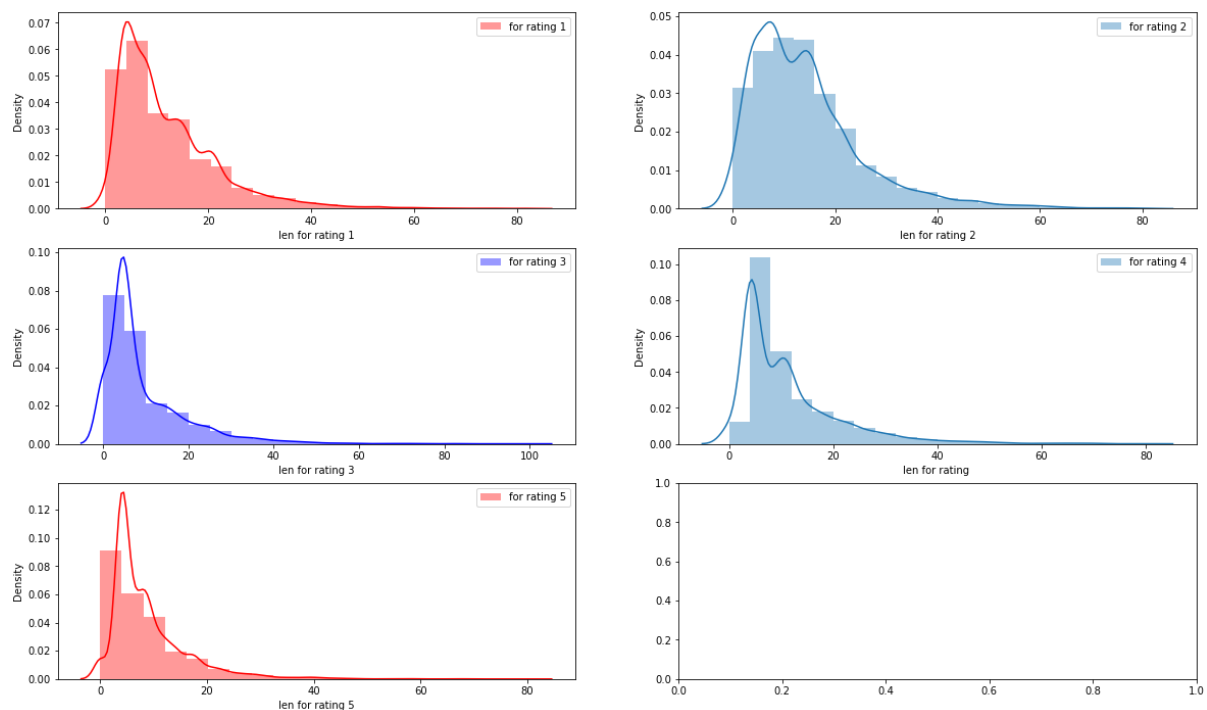 0.07
0.06
0.05
0.04
0.03
0.02
0.01
0.00
Density
for rating 1
0 20 40 60 80
len for rating 1
0.05
0.04
0.03
0.02
0.01
0.00
Density
for rating 2
0 20 40 60 80
len for rating 2
0.10
0.08
0.06
0.04
0.02
0.00
Density
for rating 3
0 20 40 60 80 100
len for rating 3
0.10
0.08
0.06
0.04
0.02
0.00
Density
for rating 4
0 20 40 60 80
len for rating
0.12
0.10
0.08
0.06
0.04
0.02
0.00
Density
for rating 5
0 20 40 60 80
len for rating 5
1.0
0.8
0.6
0.4
0.2
0.0
0.0 0.2 0.4 0.6 0.8 1.0